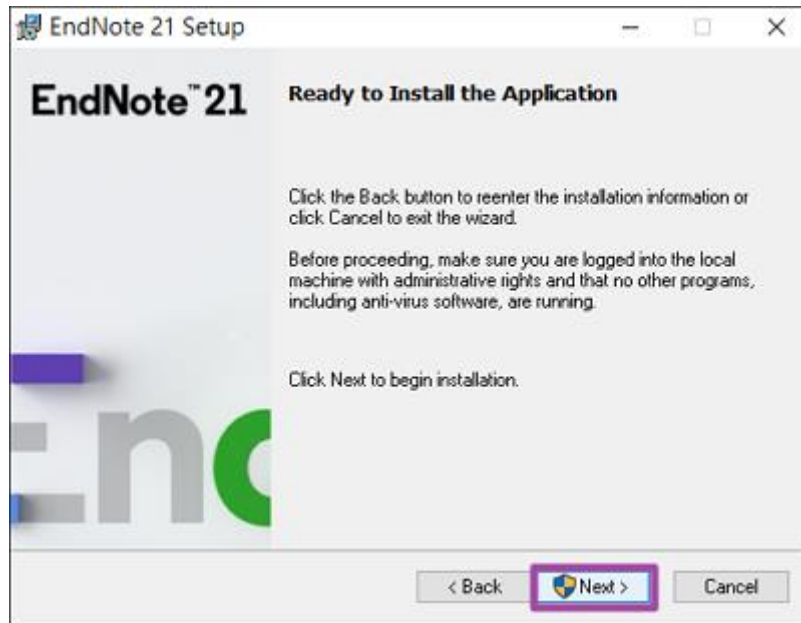 EndNote 21 Setup
EndNote™21
Ready to Install the Application
Click the Back button to reenter the installation information or
click Cancel to exit the wizard.
Before proceeding, make sure you are logged into the local
machine with administrative rights and that no other programs,
including anti-virus software, are running.
Click Next to begin installation.
Enc
< Back
Next >
Cancel